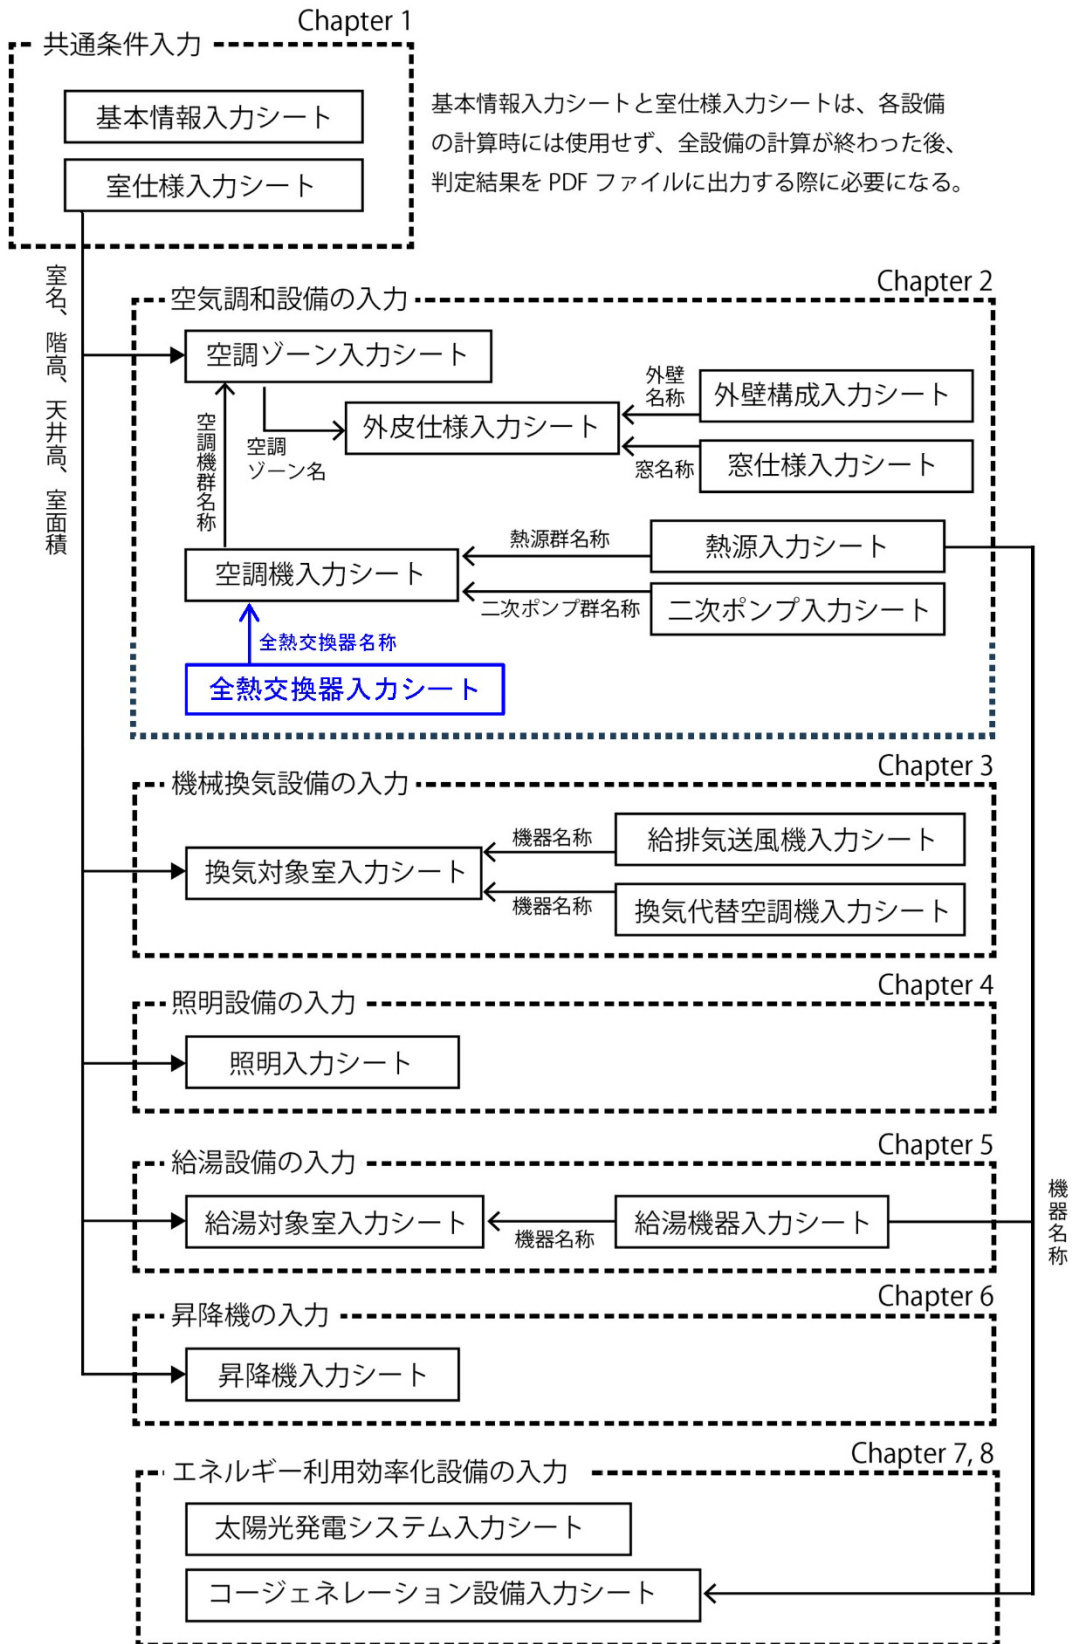 Chapter 1
共通条件入力
基本情報入力シート
室仕様入力シート
基本情報入力シートと室仕様入力シートは、各設備
の計算時には使用せず、全設備の計算が終わった後、
判定結果を PDF ファイルに出力する際に必要になる。
室名、階高、天井高、室面積
Chapter 2
空気調和設備の入力
空調ゾーン入力シート
外壁
名称
外壁構成入力シート
外皮仕様入力シート
空調機群名称
空調
ゾーン名
窓名称
窓仕様入力シート
熱源群名称
熱源入力シート
空調機入力シート
二次ポンプ群名称
二次ポンプ入力シート
全熱交換器名称
全熱交換器入力シート
Chapter 3
機械換気設備の入力
機器名称
給排気送風機入力シート
換気対象室入力シート
機器名称
換気代替空調機入力シート
Chapter 4
照明設備の入力
照明入力シート
Chapter 5
給湯設備の入力
給湯対象室入力シート
機器名称
給湯機器入力シート
機器名称
Chapter 6
昇降機の入力
昇降機入力シート
Chapter 7, 8
エネルギー利用効率化設備の入力
太陽光発電システム入力シート
コージェネレーション設備入力シート